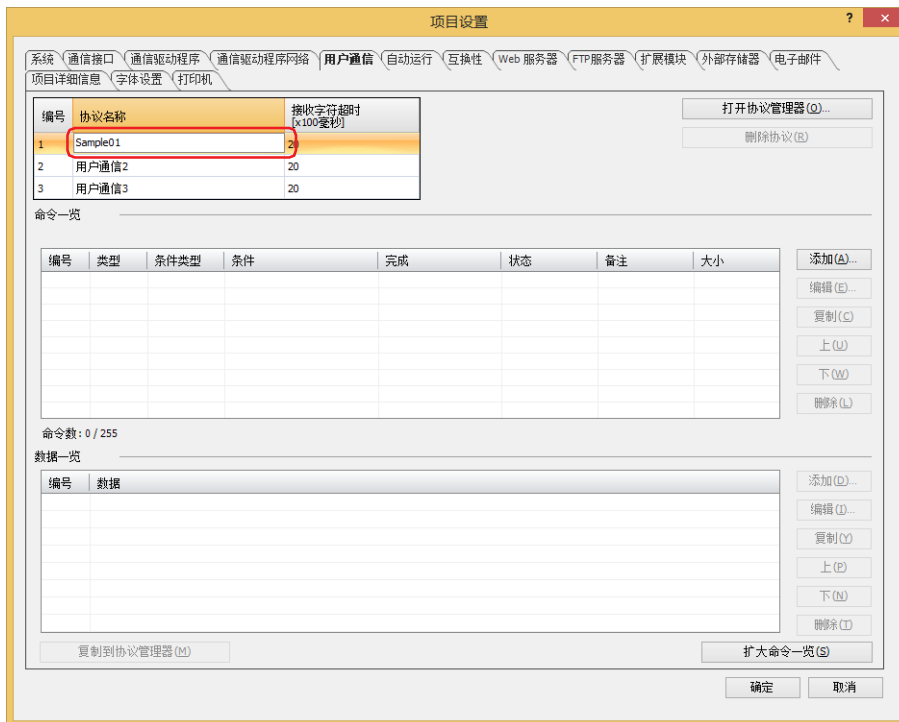 项目设置
? ×
系统 通信接口 通信驱动程序 通信驱动程序网络 用户通信 自动运行 互换性 Web 服务器 FTP服务器 扩展模块 外部存储器 电子邮件
项目详细信息 字体设置 打印机
编号 协议名称 接收字符超时
[x100毫秒]
打开协议管理器(O)...
1 Sample01 20
删除协议(R)
2 用户通信2 20
3 用户通信3 20
命令一览
编号 类型 条件类型 条件 完成 状态 备注 大小
添加(A)...
编辑(E)...
复制(C)
上(U)
下(W)
删除(L)
命令数: 0 / 255
数据一览
编号 数据
添加(D)...
编辑(I)...
复制(Y)
上(P)
下(N)
删除(T)
复制到协议管理器(M)
扩大命令一览(S)
确定 取消